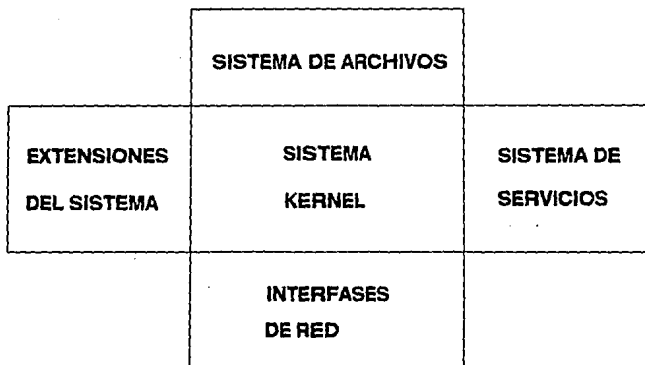 SISTEMA DE ARCHIVOS
EXTENSIONES
DEL SISTEMA
SISTEMA
KERNEL
SISTEMA DE
SERVICIOS
INTERFASES
DE RED